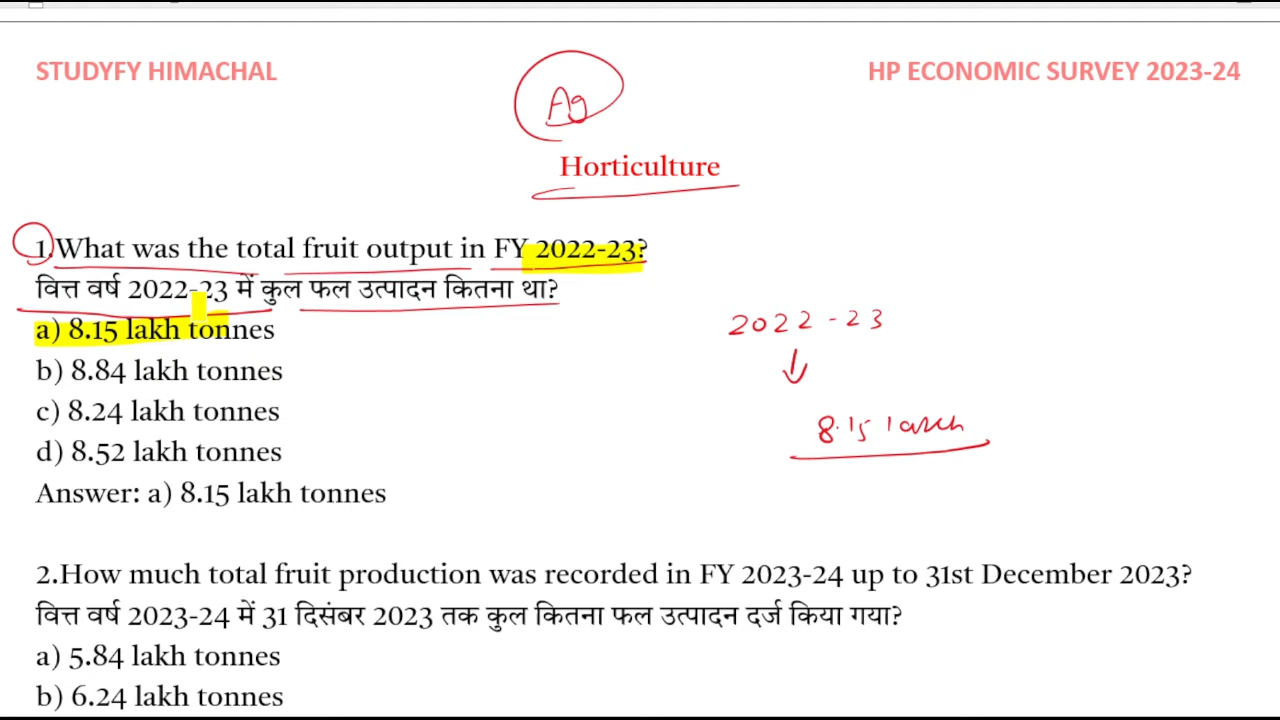 STUDYFY HIMACHAL
HP ECONOMIC SURVEY 2023-24
Ag
Horticulture
1.What was the total fruit output in FY 2022-23?
वित्त वर्ष 2022-23 में कुल फल उत्पादन कितना था?
a) 8.15 lakh tonnes
2022-23
b) 8.84 lakh tonnes
c) 8.24 lakh tonnes
8.15 lakh
d) 8.52 lakh tonnes
Answer: a) 8.15 lakh tonnes
2.How much total fruit production was recorded in FY 2023-24 up to 31st December 2023?
वित्त वर्ष 2023-24 में 31 दिसंबर 2023 तक कुल कितना फल उत्पादन दर्ज किया गया?
a) 5.84 lakh tonnes
b) 6.24 lakh tonnes